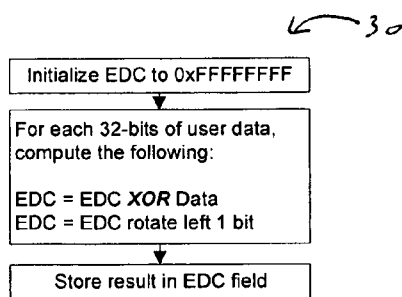 30
Initialize EDC to 0xFFFFFFFF
For each 32-bits of user data,
compute the following:
EDC = EDC XOR Data
EDC = EDC rotate left 1 bit
Store result in EDC field